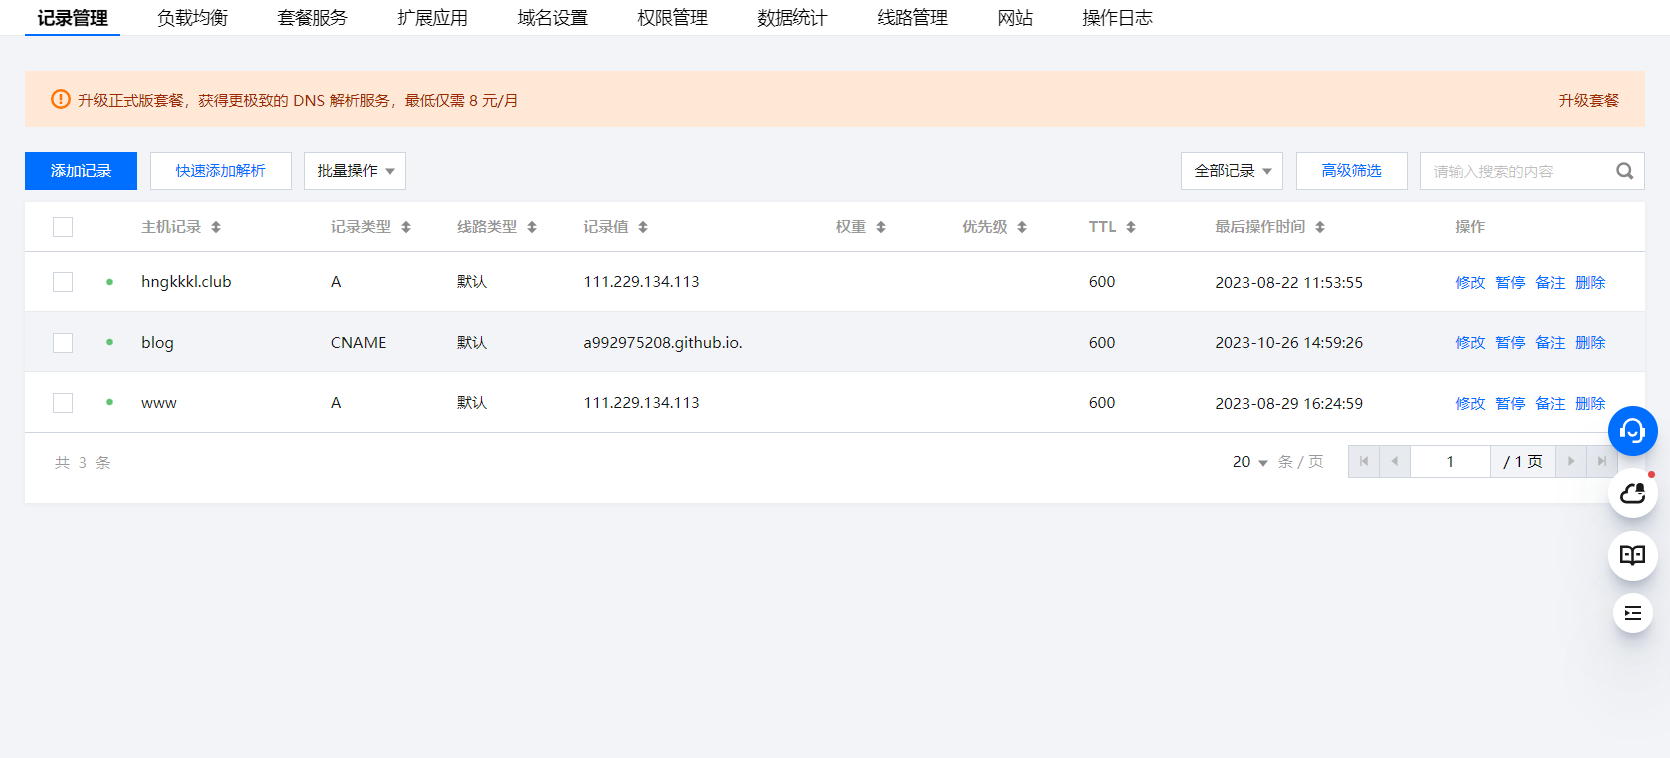 记录管理 负载均衡 套餐服务 扩展应用 域名设置 权限管理 数据统计 线路管理 网站 操作日志
升级正式版套餐，获得更极致的 DNS 解析服务，最低仅需 8 元/月 升级套餐
添加记录 快速添加解析 批量操作 全部记录 高级筛选 请输入搜索的内容
主机记录 记录类型 线路类型 记录值 权重 优先级 TTL 最后操作时间 操作
hngkkkl.club A 默认 111.229.134.113 600 2023-08-22 11:53:55 修改 暂停 备注 删除
blog CNAME 默认 a992975208.github.io. 600 2023-10-26 14:59:26 修改 暂停 备注 删除
www A 默认 111.229.134.113 600 2023-08-29 16:24:59 修改 暂停 备注 删除
共 3 条 20 条 / 页 1 / 1 页